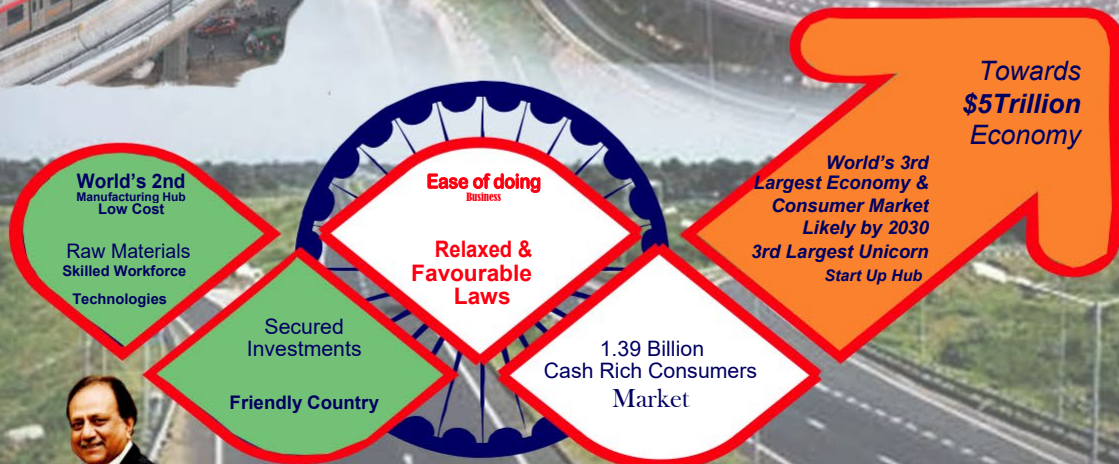 World's 2nd
Manufacturing Hub
Low Cost
Raw Materials
Skilled Workforce
Technologies
Secured
Investments
Friendly Country
Ease of doing
Business
Relaxed &
Favourable
Laws
1.39 Billion
Cash Rich Consumers
Market
Towards
$5Trillion
Economy
World's 3rd
Largest Economy &
Consumer Market
Likely by 2030
3rd Largest Unicorn
Start Up Hub